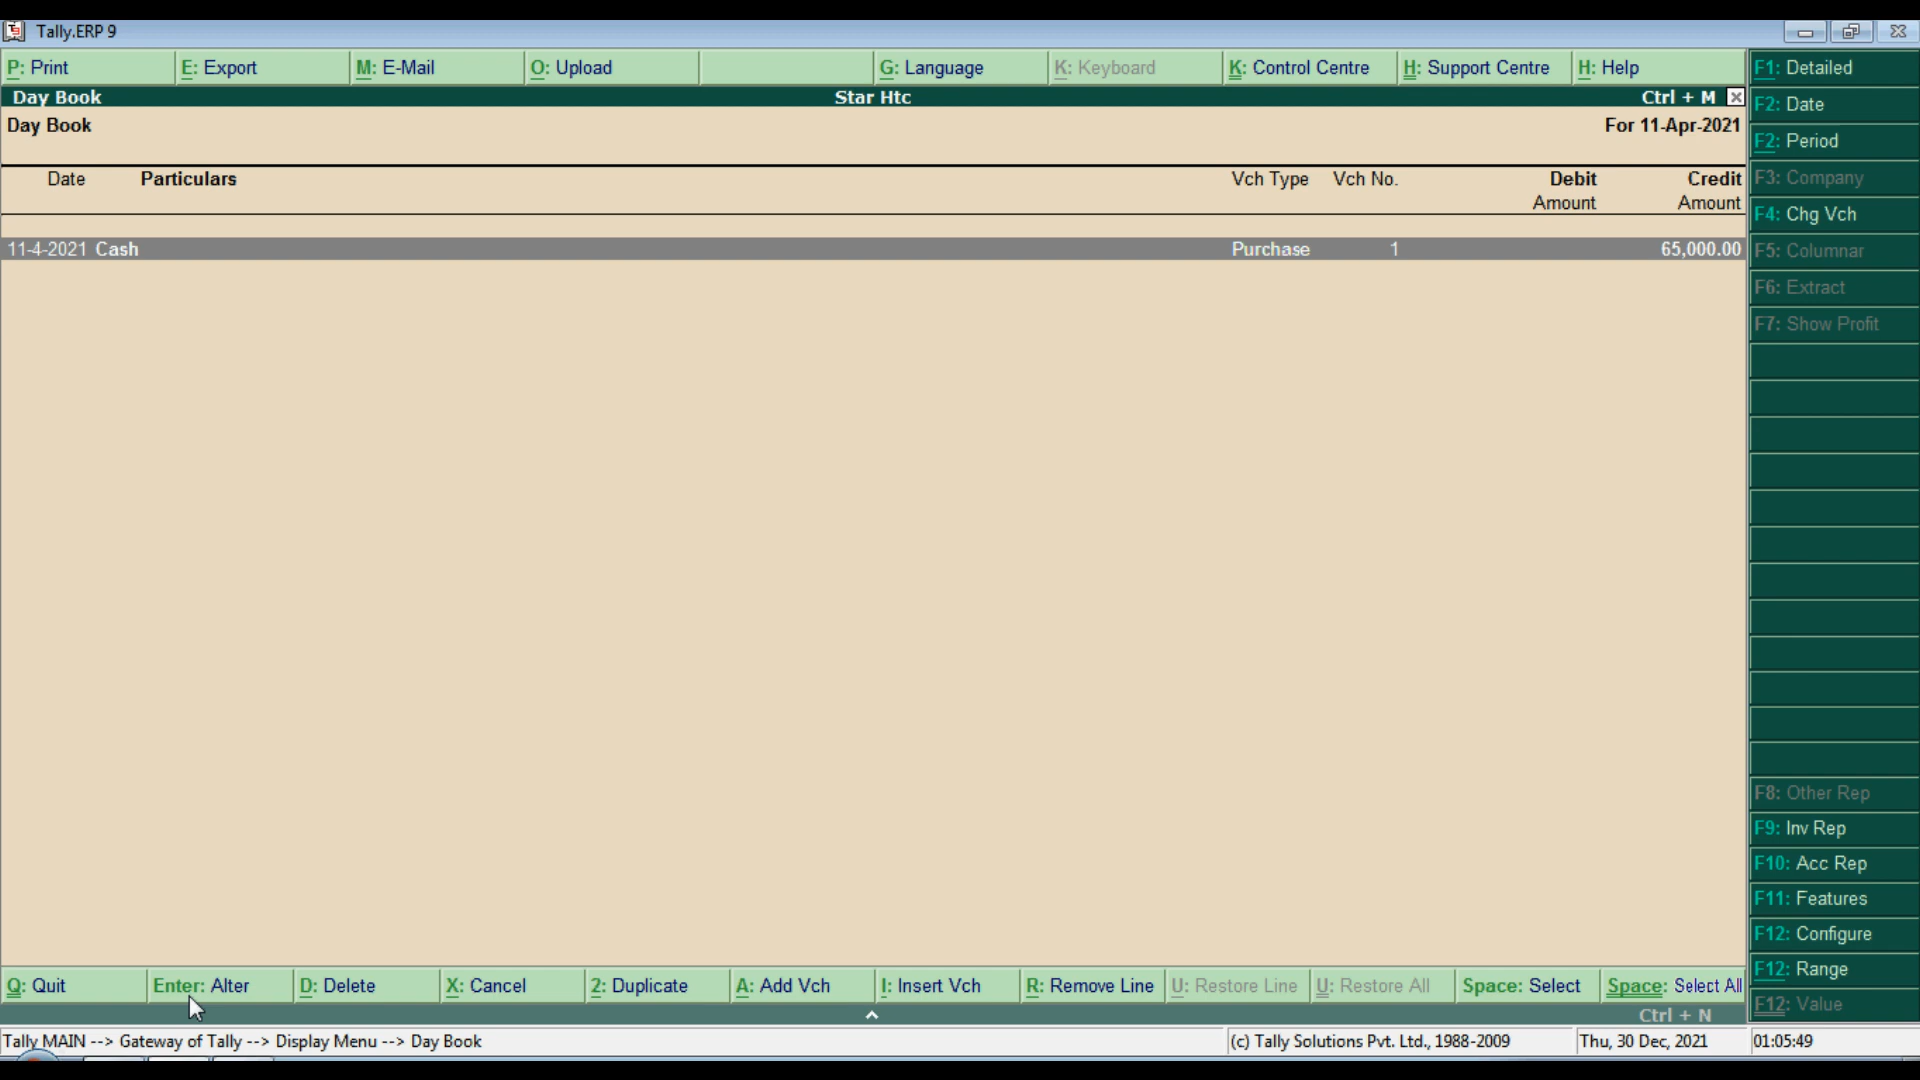 Tally.ERP 9
P: Print E: Export M: E-Mail O: Upload G: Language K: Keyboard K: Control Centre H: Support Centre H: Help
Day Book Star Htc Ctrl + M
Day Book For 11-Apr-2021
Date Particulars Vch Type Vch No. Debit Credit
Amount Amount
11-4-2021 Cash Purchase 1 65,000.00
F1: Detailed
F2: Date
F2: Period
F3: Company
F4: Chg Vch
F5: Columnar
F6: Extract
F7: Show Profit
F8: Other Rep
F9: Inv Rep
F10: Acc Rep
F11: Features
F12: Configure
F12: Range
F12: Value
Q: Quit Enter: Alter D: Delete X: Cancel 2: Duplicate A: Add Vch I: Insert Vch R: Remove Line U: Restore Line U: Restore All Space: Select Space: Select All
Ctrl + N
Tally MAIN --> Gateway of Tally --> Display Menu --> Day Book (c) Tally Solutions Pvt. Ltd., 1988-2009 Thu, 30 Dec, 2021 01:05:49